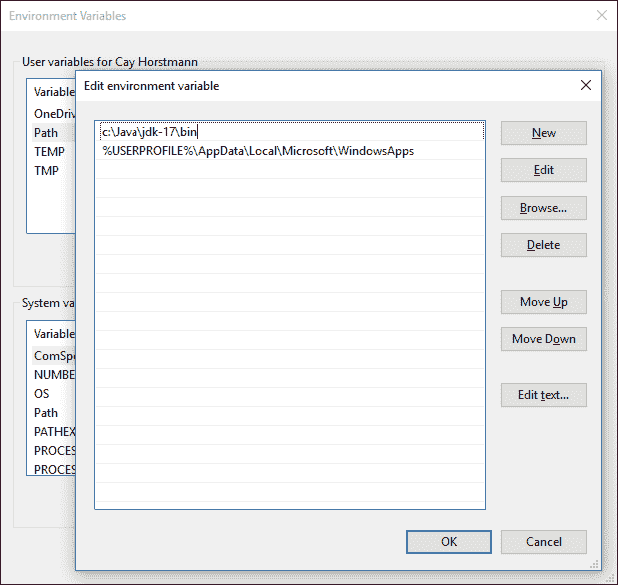 Environment Variables
User variables for Cay Horstmann
Variable
OneDriv
Path
TEMP
TMP
System va
Variable
ComSpe
NUMBE
OS
Path
PATHEX
PROCES
PROCES
Edit environment variable
c:\Java\jdk-17\bin
%USERPROFILE%\AppData\Local\Microsoft\WindowsApps
New
Edit
Browse...
Delete
Move Up
Move Down
Edit text...
OK
Cancel